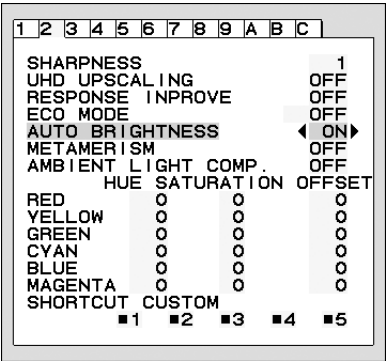 1 2 3 4 5 6 7 8 9 A B C
SHARPNESS 1
UHD UPSCALING OFF
RESPONSE INPROVE OFF
ECO MODE OFF
AUTO BRIGHTNESS ◀ ON▶
METAMERISM OFF
AMBIENT LIGHT COMP. OFF
HUE SATURATION OFFSET
RED 0 0 0
YELLOW 0 0 0
GREEN 0 0 0
CYAN 0 0 0
BLUE 0 0 0
MAGENTA 0 0 0
SHORTCUT CUSTOM
■1 ■2 ■3 ■4 ■5